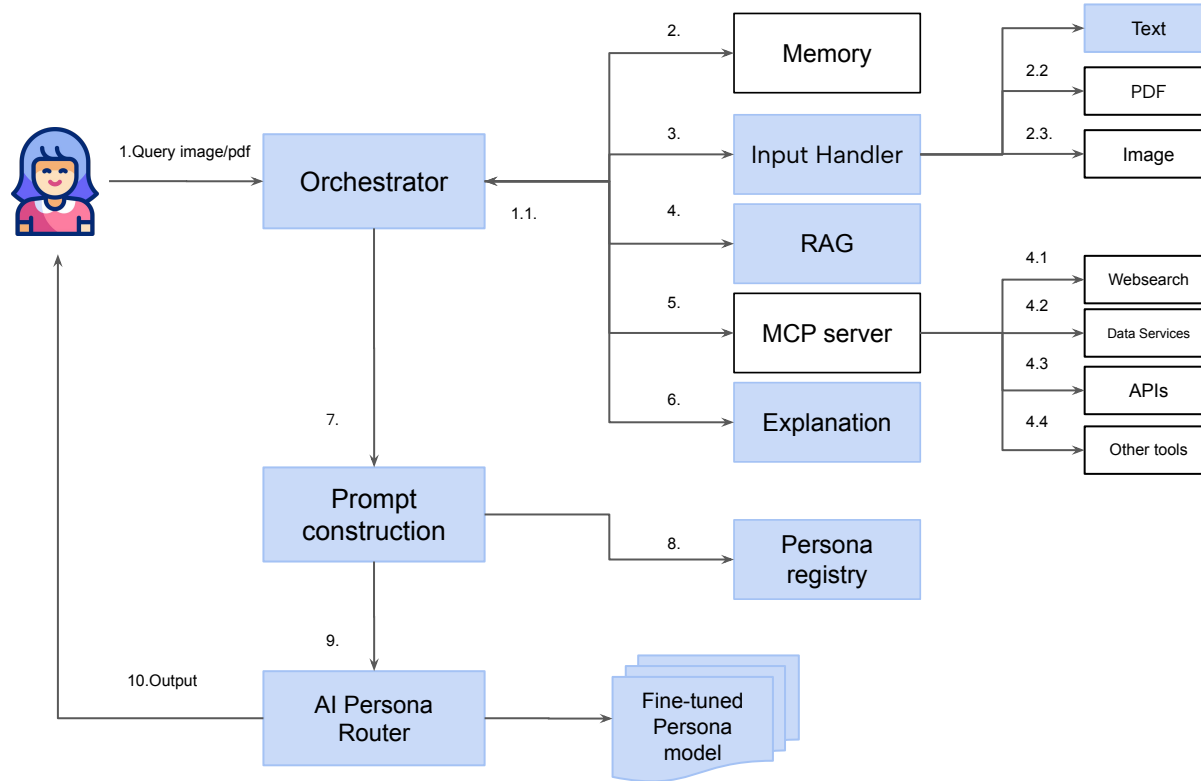 1.Query image/pdf
Orchestrator
1.1.
2.
Memory
3.
Input Handler
Text
2.2
PDF
2.3.
Image
4.
RAG
5.
MCP server
4.1
Websearch
4.2
Data Services
4.3
APIs
4.4
Other tools
6.
Explanation
7.
Prompt
construction
8.
Persona
registry
9.
10.Output
AI Persona
Router
Fine-tuned
Persona
model